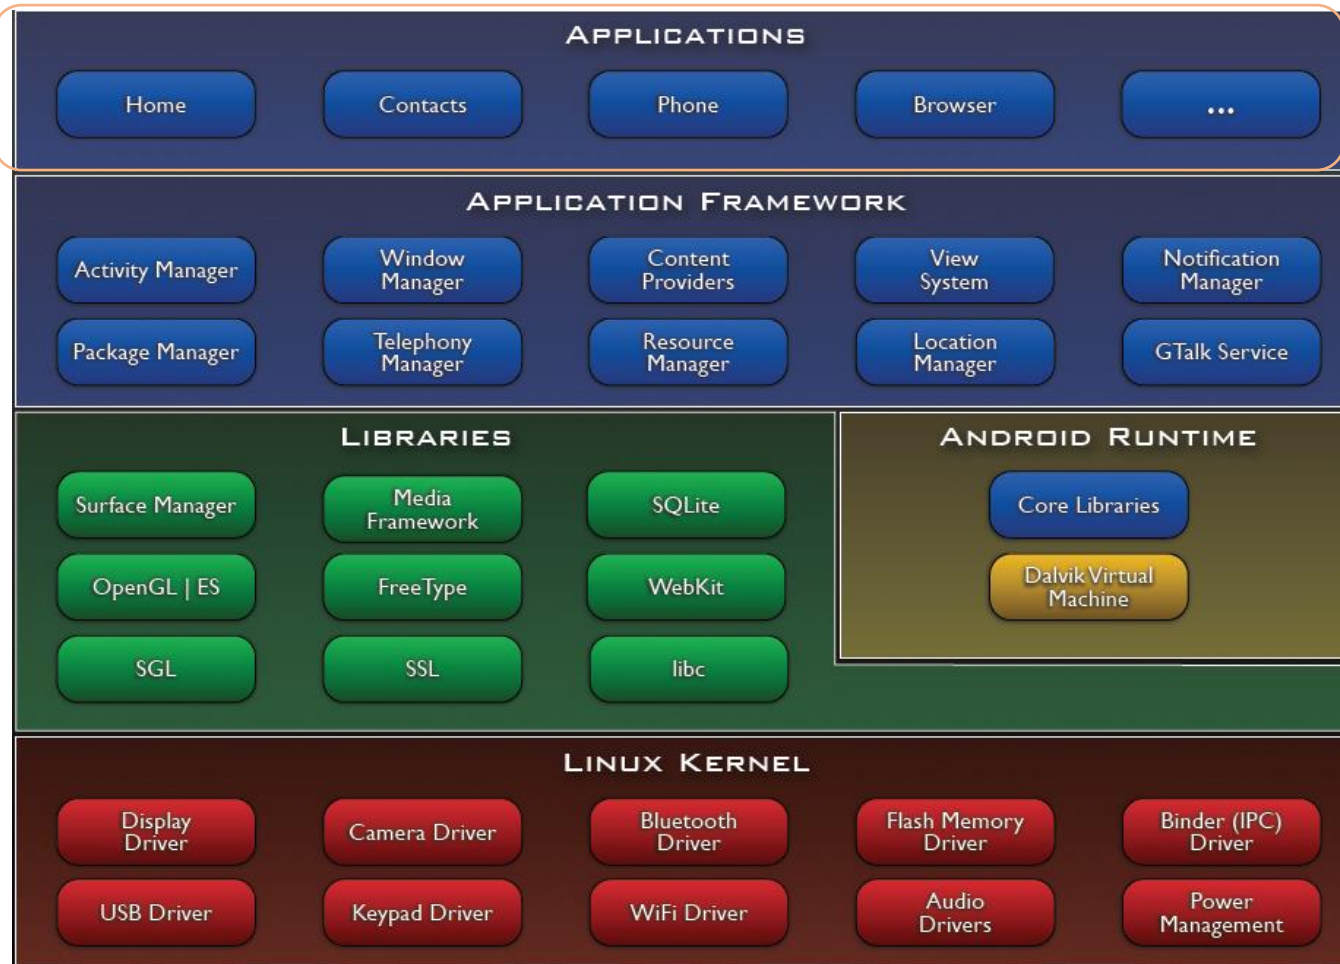 APPLICATIONS
Home
Contacts
Phone
Browser
...
APPLICATION FRAMEWORK
Activity Manager
Window
Manager
Content
Providers
View
System
Notification
Manager
Package Manager
Telephony
Manager
Resource
Manager
Location
Manager
GTalk Service
LIBRARIES
Surface Manager
Media
Framework
SQLite
OpenGL | ES
FreeType
WebKit
SGL
SSL
libc
ANDROID RUNTIME
Core Libraries
Dalvik Virtual
Machine
LINUX KERNEL
Display
Driver
Camera Driver
Bluetooth
Driver
Flash Memory
Driver
Binder (IPC)
Driver
USB Driver
Keypad Driver
WiFi Driver
Audio
Drivers
Power
Management